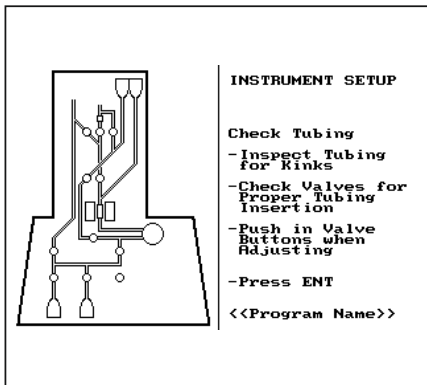 INSTRUMENT SETUP
Check Tubing
-Inspect Tubing
for Kinks
-Check Valves for
Proper Tubing
Insertion
-Push in Valve
Buttons when
Adjusting
-Press ENT
<<Program Name>>